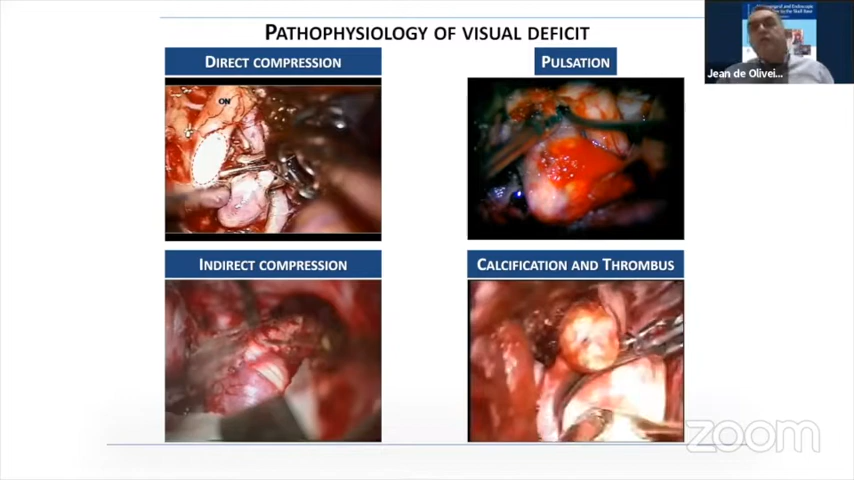 PATHOPHYSIOLOGY OF VISUAL DEFICIT
DIRECT COMPRESSION
PULSATION
ON
INDIRECT COMPRESSION
CALCIFICATION AND THROMBUS
Jean de Olivei...
zoom